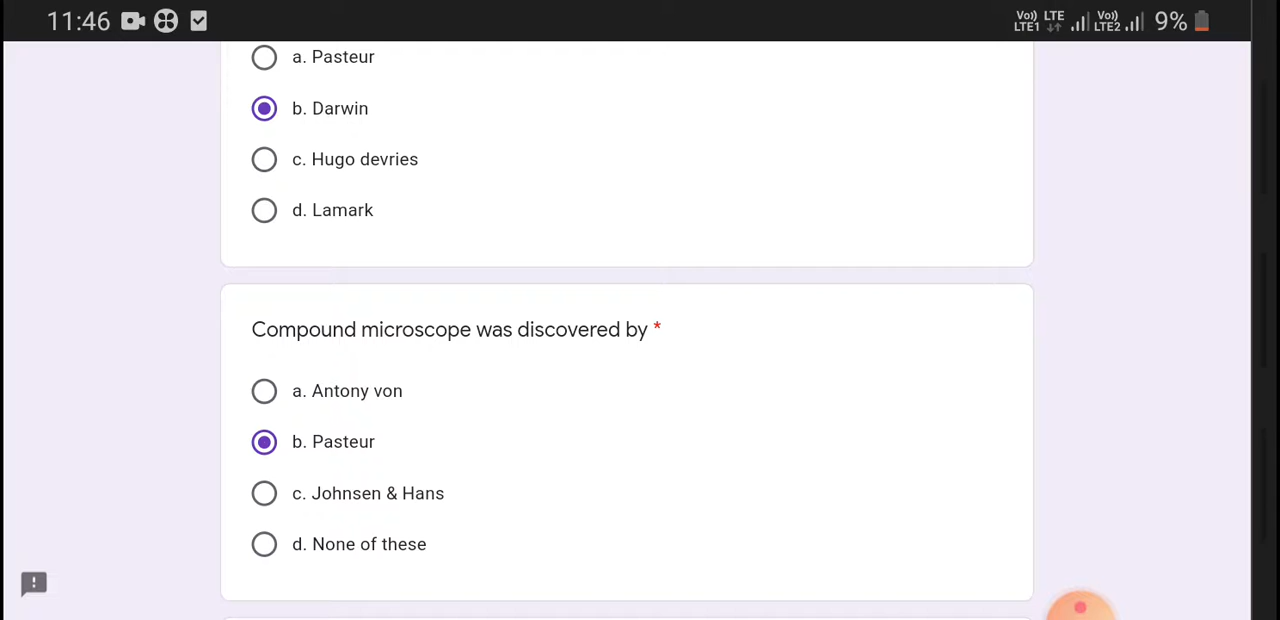 11:46
Vo)) LTE LTE1 Vo)) LTE2 9%
a. Pasteur
b. Darwin
c. Hugo devries
d. Lamark
Compound microscope was discovered by *
a. Antony von
b. Pasteur
c. Johnsen & Hans
d. None of these